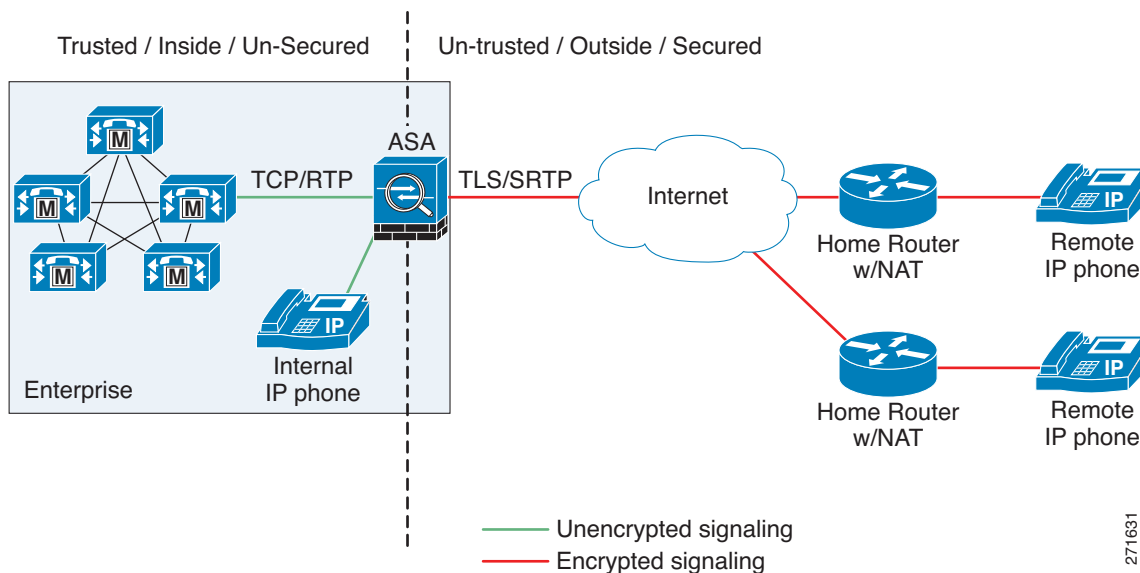 Trusted / Inside / Un-Secured
Un-trusted / Outside / Secured
M
M
M
M
M
ASA
TCP/RTP
TLS/SRTP
Internet
IP
Internal
IP phone
Enterprise
Home Router
w/NAT
IP
Remote
IP phone
Home Router
w/NAT
IP
Remote
IP phone
Unencrypted signaling
Encrypted signaling
271631